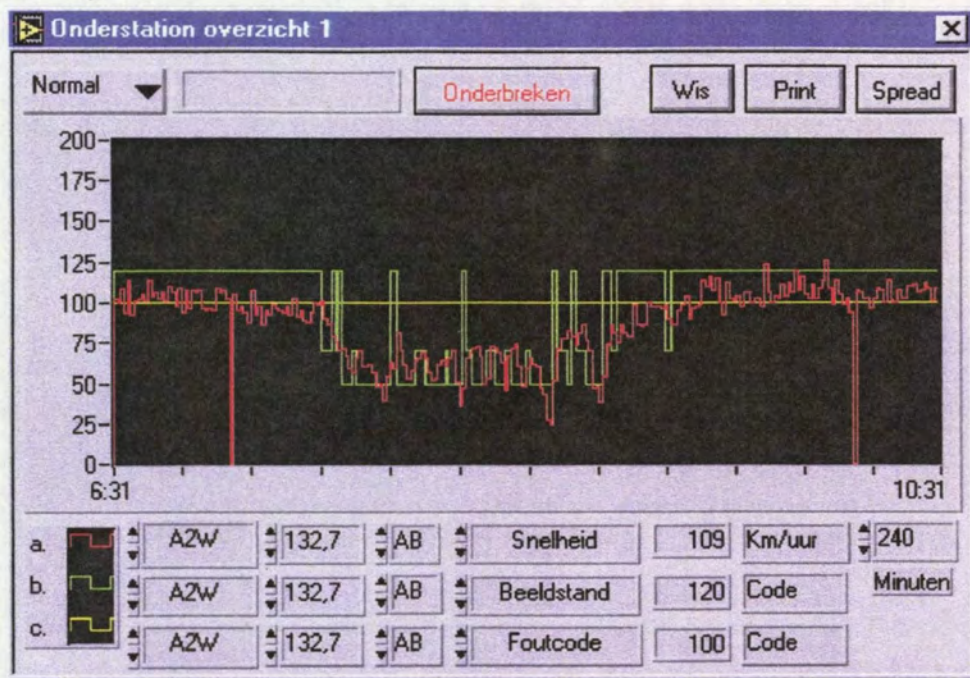 Onderstation overzicht 1
Normal Onderbreken Wis Print Spread
200
175
150
125
100
75
50
25
0
6:31 10:31
a. A2W 132,7 AB Snelheid 109 Km/uur 240
b. A2W 132,7 AB Beeldstand 120 Code Minuten
c. A2W 132,7 AB Foutcode 100 Code